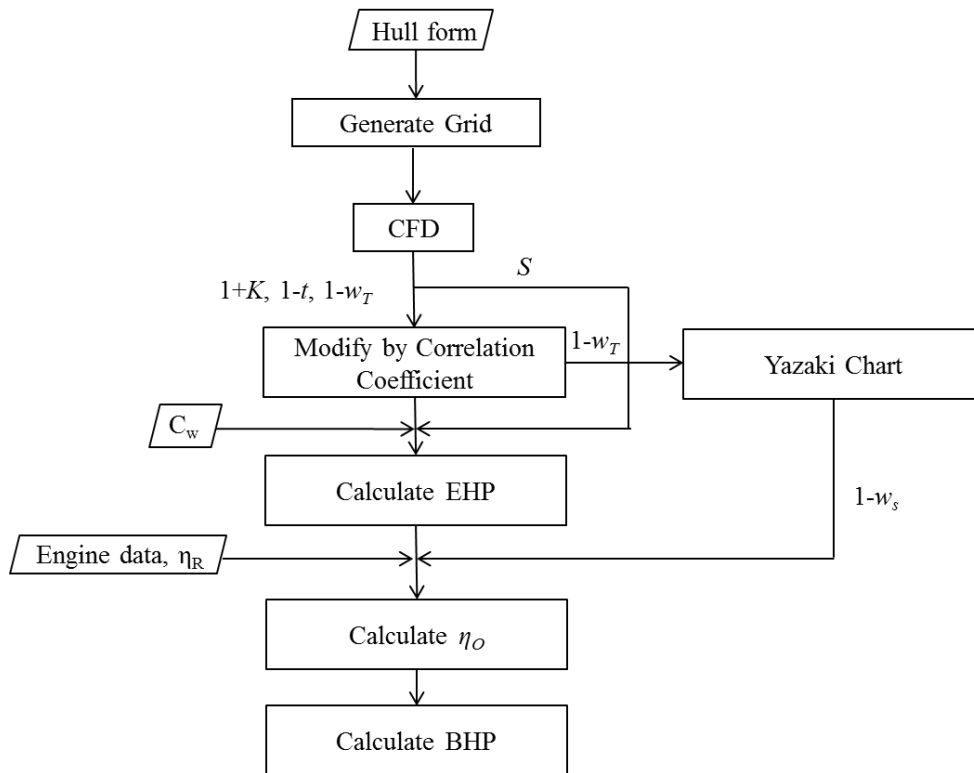 Hull form
Generate Grid
CFD
S
1+K, 1-t, 1-w_T
Modify by Correlation
Coefficient
1-w_T
Yazaki Chart
C_w
Calculate EHP
1-w_s
Engine data, η_R
Calculate η_O
Calculate BHP